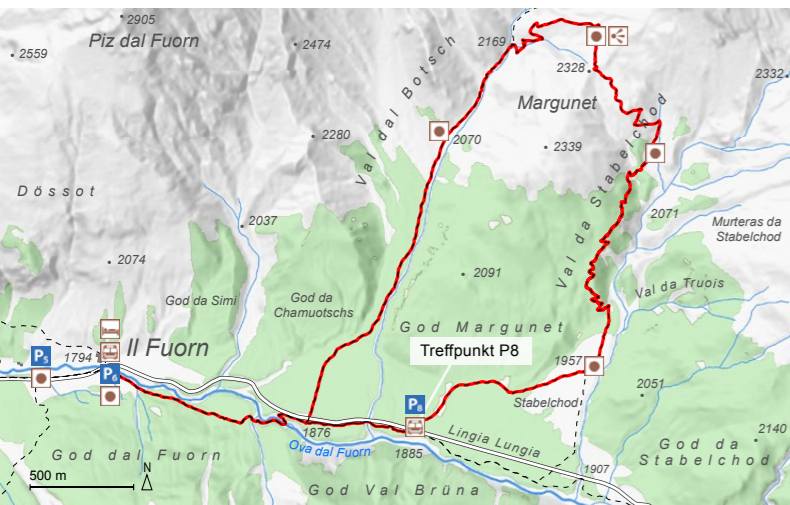 2905
Piz dal Fuorn
2559
2474
2169
Val dal Botsch
2328
2332
Margunet
2280
2070
2339
Val da Stabelchod
Dössot
2037
2071
Murteras da
Stabelchod
2074
2091
God da Simi
God da
Chamuotschs
Val da Truois
God Margunet
1794
Il Fuorn
P5
P6
Treffpunkt P8
1957
2051
P8
Stabelchod
1876
Lingia Lungia
2140
Ova dal Fuorn
1885
God da
Stabelchod
God dal Fuorn
1907
500 m
N
God Val Brüna